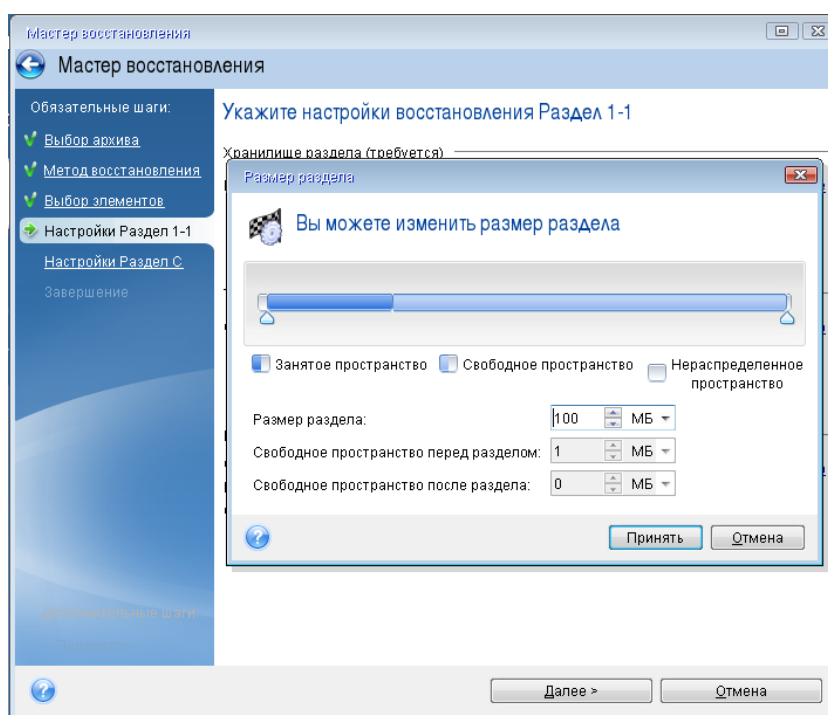 Мастер восстановления
Мастер восстановления
Обязательные шаги:
Выбор архива
Метод восстановления
Выбор элементов
Настройки Раздел 1-1
Настройки Раздел C
Завершение
Укажите настройки восстановления Раздел 1-1
Хранилище раздела (требуется)
Размер раздела
Вы можете изменить размер раздела
Занятое пространство
Свободное пространство
Нераспределенное
пространство
Размер раздела: 100 МБ
Свободное пространство перед разделом: 1 МБ
Свободное пространство после раздела: 0 МБ
Принять
Отмена
шаги:
Далее >
Отмена